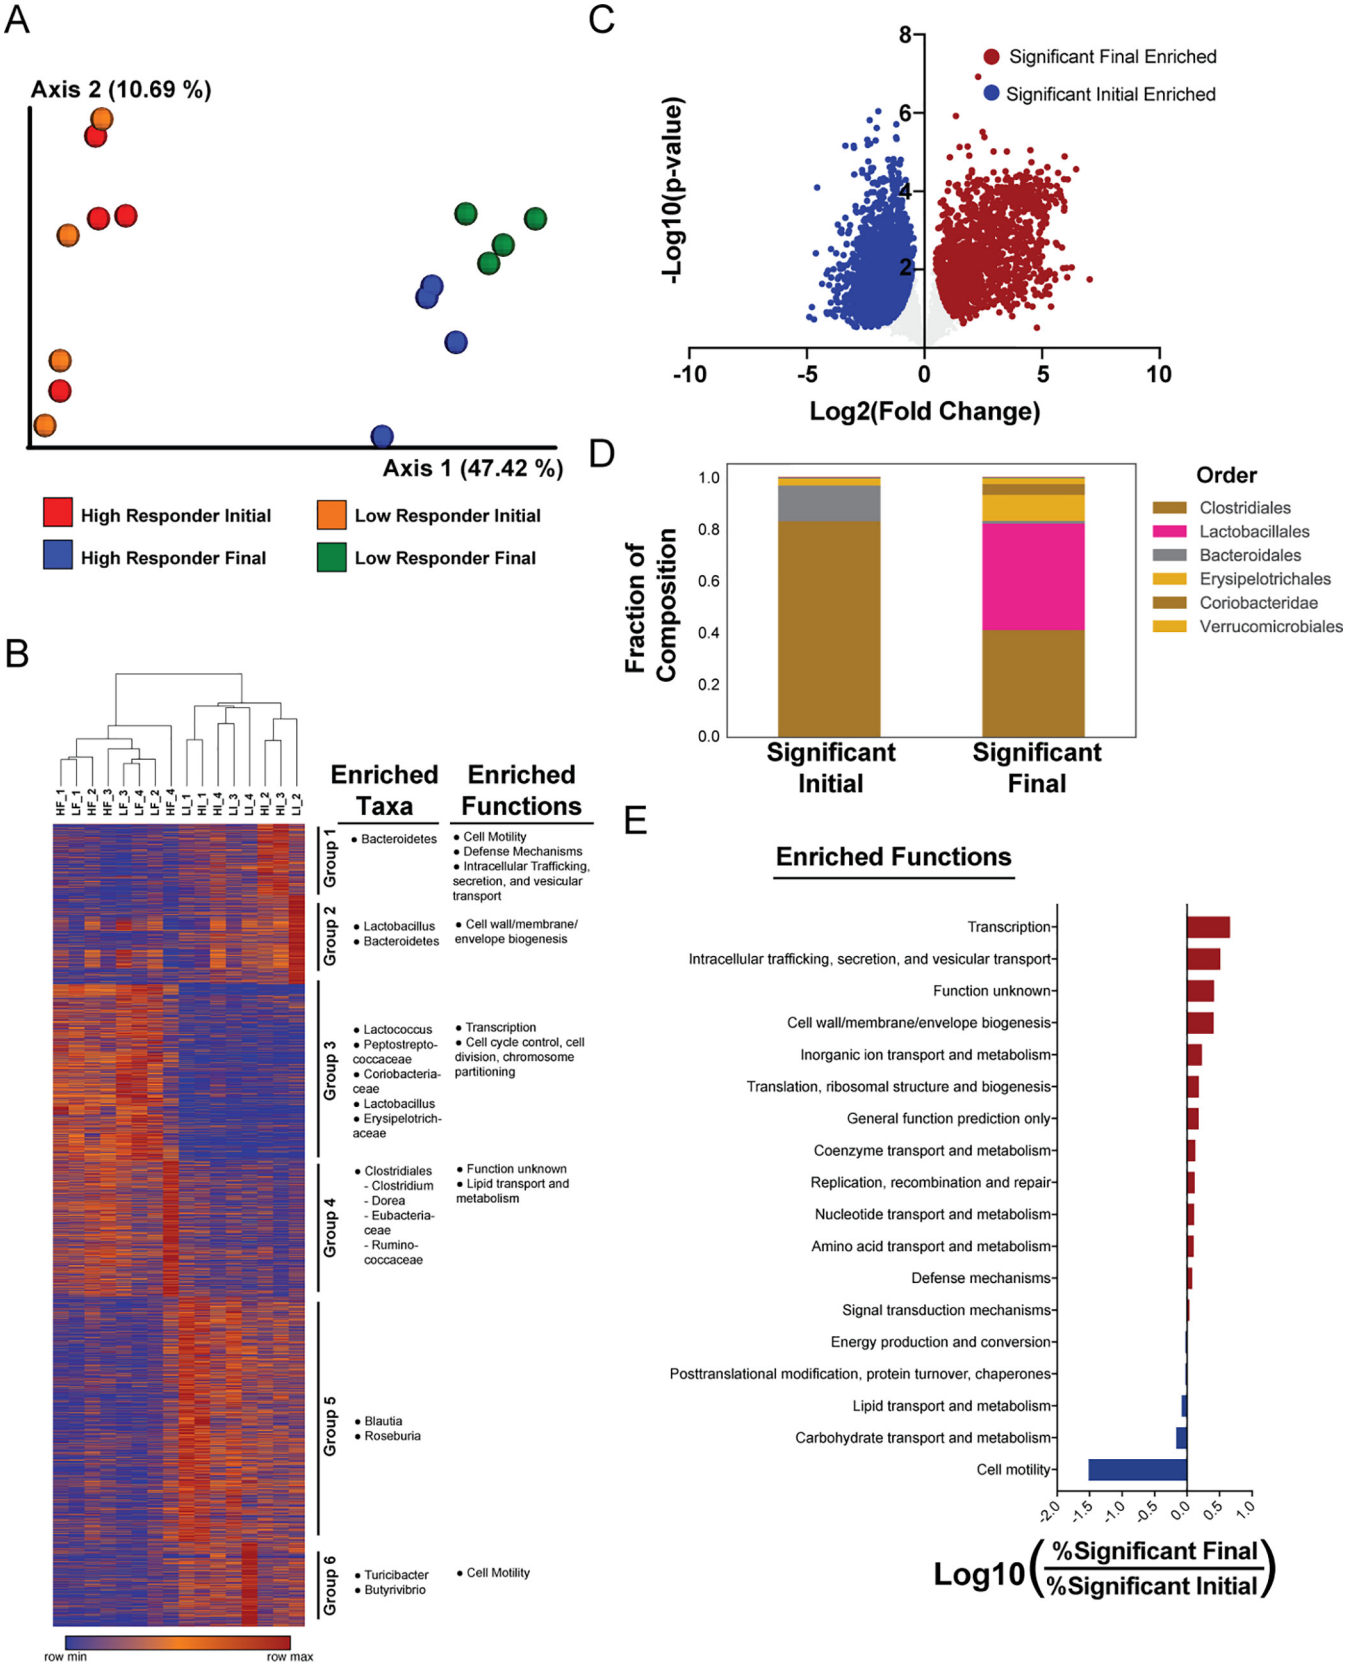 A
Axis 2 (10.69 %)
Axis 1 (47.42 %)
High Responder Initial
Low Responder Initial
High Responder Final
Low Responder Final
C
8
6
4
2
-Log10(p-value)
Significant Final Enriched
Significant Initial Enriched
-10
-5
0
5
10
Log2(Fold Change)
D
1.0
0.8
0.6
0.4
0.2
0.0
Fraction of
Composition
Significant
Initial
Significant
Final
Order
Clostridiales
Lactobacillales
Bacteroidales
Erysipelotrichales
Coriobacteridae
Verrucomicrobiales
B
HF_1
LF_1
HF_2
HF_3
LF_3
LF_4
LF_2
HF_4
LI_1
HI_1
HI_4
LI_3
LI_4
HI_2
HI_3
LI_2
Enriched
Taxa
Enriched
Functions
Group 1
• Bacteroidetes
• Cell Motility
• Defense Mechanisms
• Intracellular Trafficking,
secretion, and vesicular
transport
Group 2
• Lactobacillus
• Bacteroidetes
• Cell wall/membrane/
envelope biogenesis
Group 3
• Lactococcus
• Peptostrepto-
coccaceae
• Coriobacteria-
ceae
• Lactobacillus
• Erysipelotrich-
aceae
• Transcription
• Cell cycle control, cell
division, chromosome
partitioning
Group 4
• Clostridiales
- Clostridium
- Dorea
- Eubacteria-
ceae
- Rumino-
coccaceae
• Function unknown
• Lipid transport and
metabolism
Group 5
• Blautia
• Roseburia
Group 6
• Turicibacter
• Butyrivibrio
• Cell Motility
row min
row max
E
Enriched Functions
Transcription
Intracellular trafficking, secretion, and vesicular transport
Function unknown
Cell wall/membrane/envelope biogenesis
Inorganic ion transport and metabolism
Translation, ribosomal structure and biogenesis
General function prediction only
Coenzyme transport and metabolism
Replication, recombination and repair
Nucleotide transport and metabolism
Amino acid transport and metabolism
Defense mechanisms
Signal transduction mechanisms
Energy production and conversion
Posttranslational modification, protein turnover, chaperones
Lipid transport and metabolism
Carbohydrate transport and metabolism
Cell motility
-2.0
-1.5
-1.0
-0.5
0.0
0.5
1.0
Log10(%Significant Final
%Significant Initial)